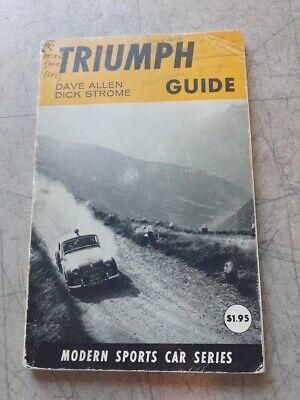 TRIUMPH
GUIDE
DAVE ALLEN
DICK STROME
$1.95
MODERN SPORTS CAR SERIES